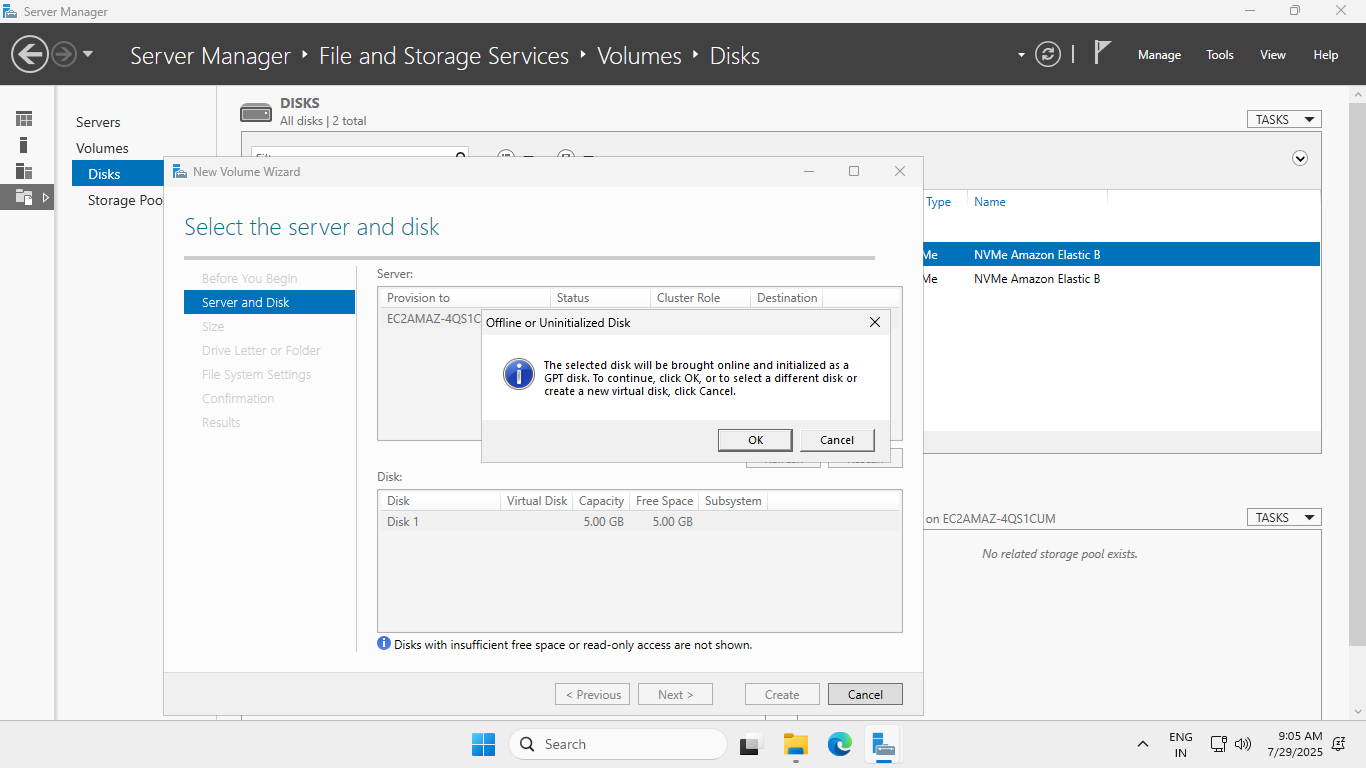 Server Manager
Server Manager ‣ File and Storage Services ‣ Volumes ‣ Disks
Manage Tools View Help
Servers
Volumes
Disks
Storage Poo
DISKS
All disks | 2 total
TASKS
Type Name
Me NVMe Amazon Elastic B
Me NVMe Amazon Elastic B
New Volume Wizard
Select the server and disk
Before You Begin
Server and Disk
Size
Drive Letter or Folder
File System Settings
Confirmation
Results
Server:
Provision to Status Cluster Role Destination
EC2AMAZ-4QS1C
Offline or Uninitialized Disk
The selected disk will be brought online and initialized as a
GPT disk. To continue, click OK, or to select a different disk or
create a new virtual disk, click Cancel.
OK Cancel
Disk:
Disk Virtual Disk Capacity Free Space Subsystem
Disk 1 5.00 GB 5.00 GB
Disks with insufficient free space or read-only access are not shown.
< Previous Next > Create Cancel
on EC2AMAZ-4QS1CUM
TASKS
No related storage pool exists.
Search
ENG
IN
9:05 AM
7/29/2025